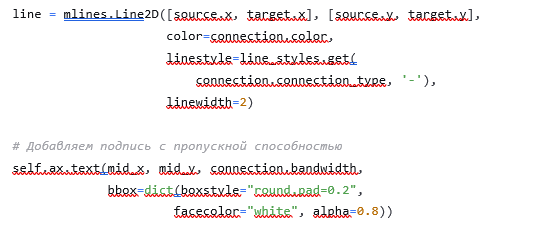 line = mlines.Line2D([source.x, target.x], [source.y, target.y],
color=connection.color,
linestyle=line_styles.get(
connection.connection_type, '-'),
linewidth=2)
# Добавляем подпись с пропускной способностью
self.ax.text(mid_x, mid_y, connection.bandwidth,
bbox=dict(boxstyle="round,pad=0.2",
facecolor="white", alpha=0.8))